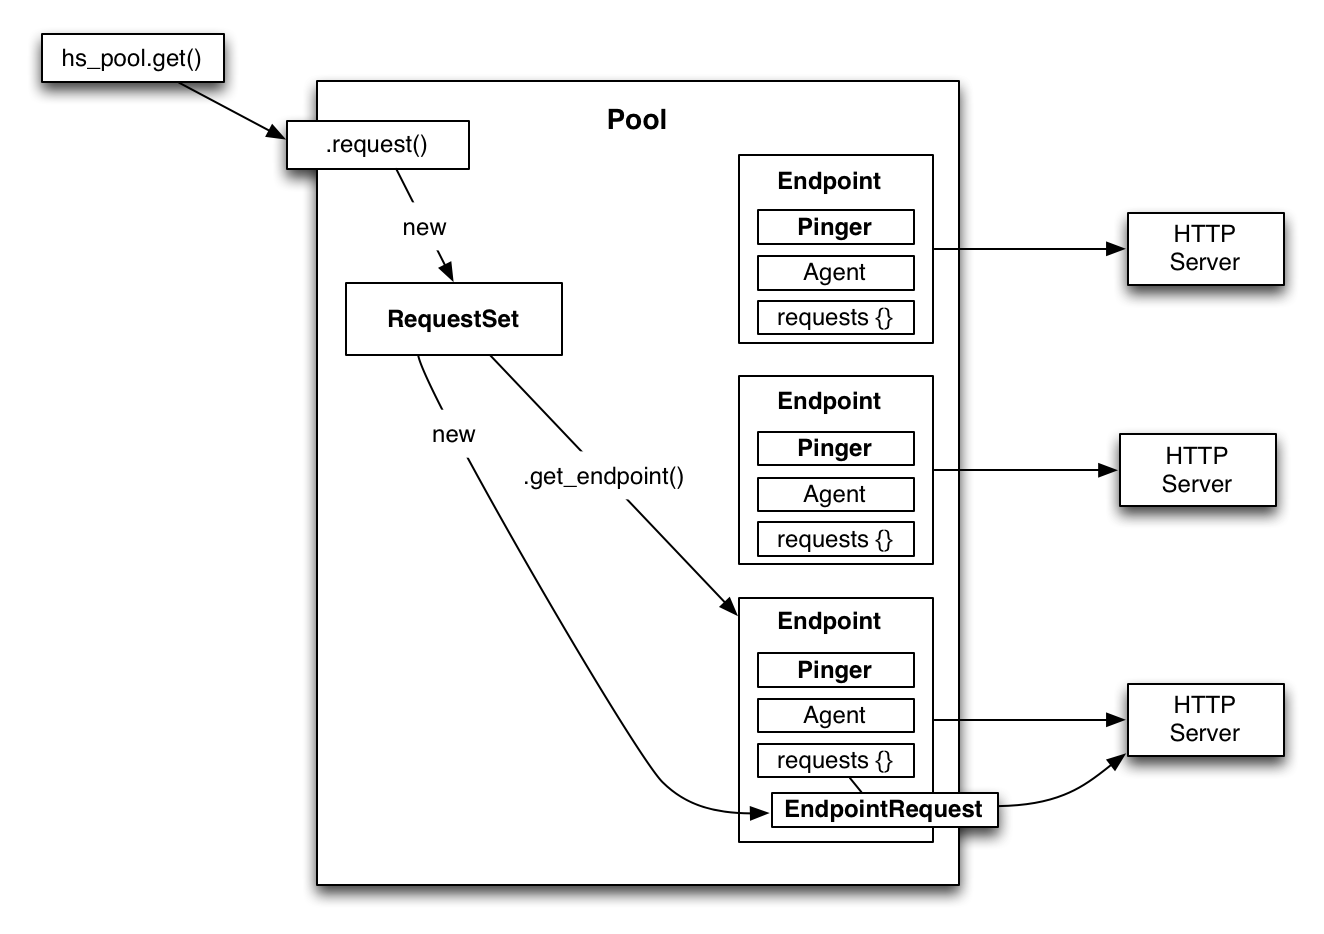 hs_pool.get()
Pool
.request()
new
RequestSet
new
.get_endpoint()
Endpoint
Pinger
Agent
requests {}
HTTP
Server
Endpoint
Pinger
Agent
requests {}
HTTP
Server
Endpoint
Pinger
Agent
requests {}
EndpointRequest
HTTP
Server